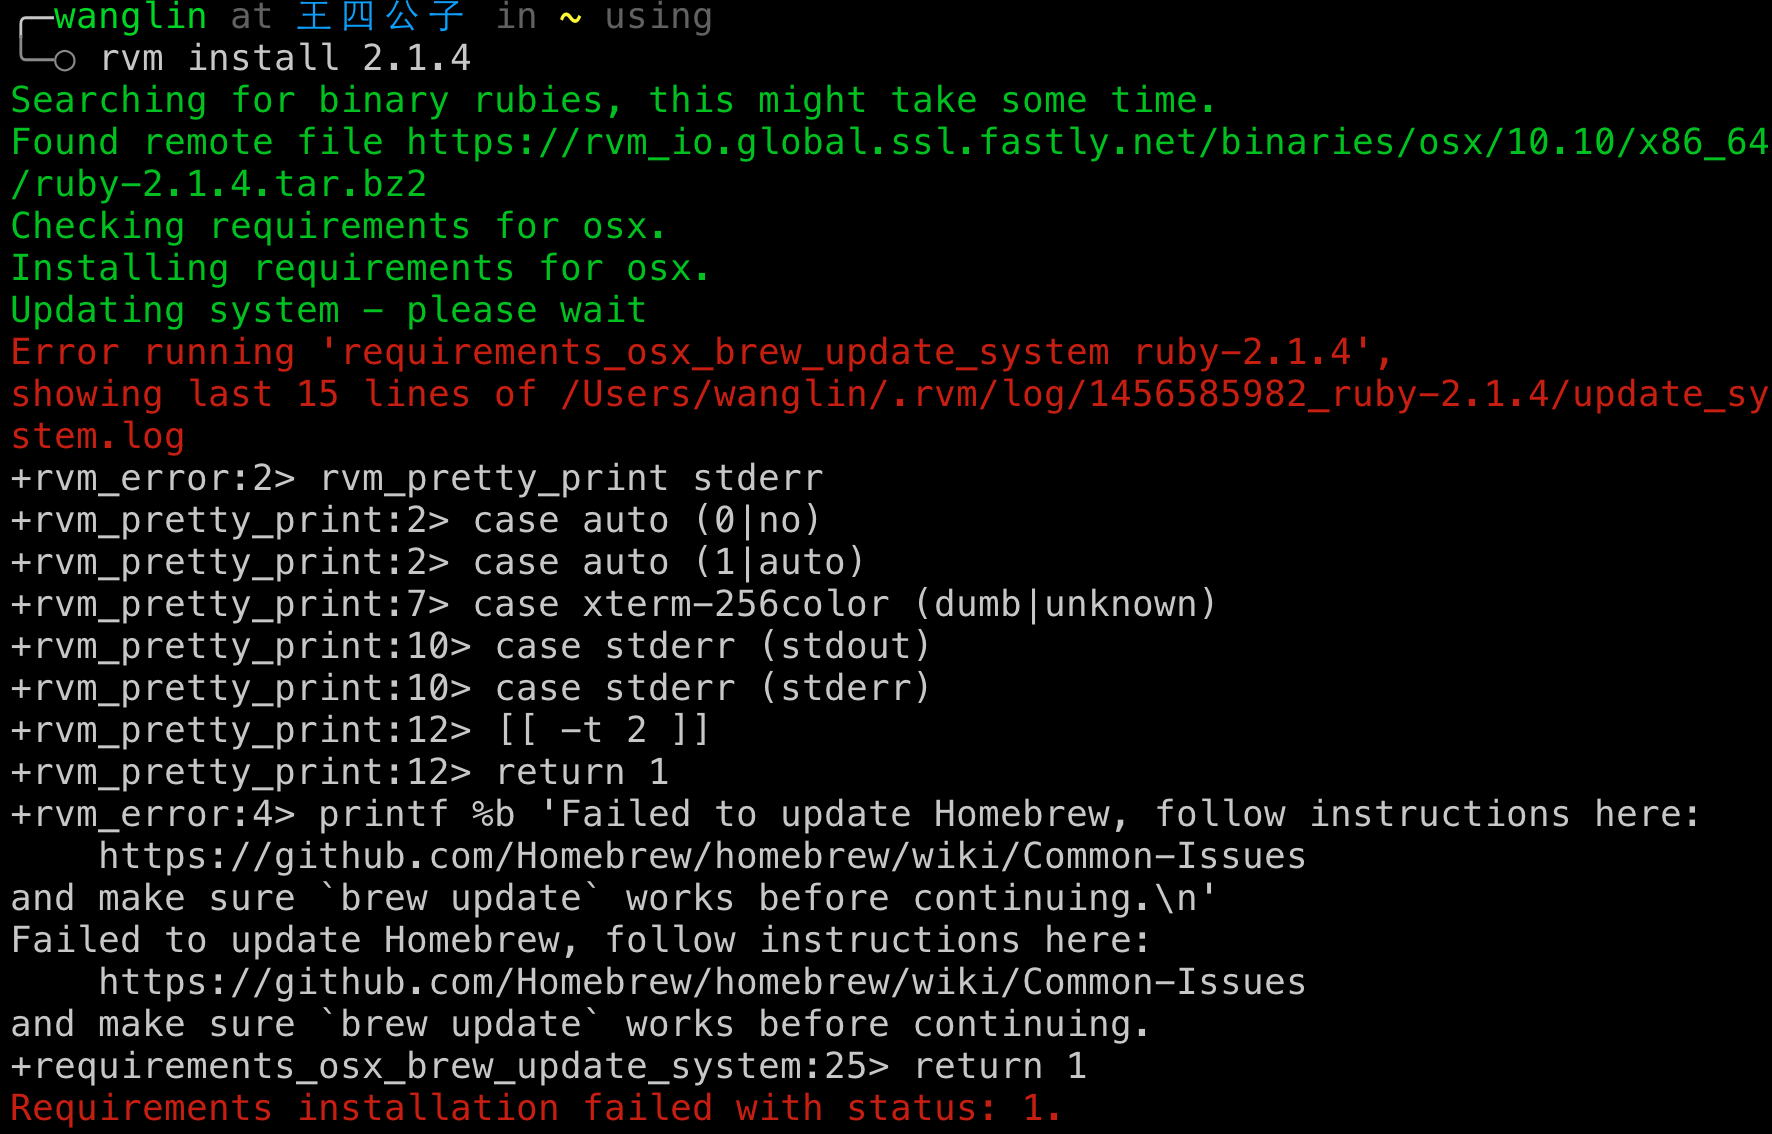 wanglin at 王四公子 in ~ using
○ rvm install 2.1.4
Searching for binary rubies, this might take some time.
Found remote file https://rvm_io.global.ssl.fastly.net/binaries/osx/10.10/x86_64
/ruby-2.1.4.tar.bz2
Checking requirements for osx.
Installing requirements for osx.
Updating system - please wait
Error running 'requirements_osx_brew_update_system ruby-2.1.4',
showing last 15 lines of /Users/wanglin/.rvm/log/1456585982_ruby-2.1.4/update_sy
stem.log
+rvm_error:2> rvm_pretty_print stderr
+rvm_pretty_print:2> case auto (0|no)
+rvm_pretty_print:2> case auto (1|auto)
+rvm_pretty_print:7> case xterm-256color (dumb|unknown)
+rvm_pretty_print:10> case stderr (stdout)
+rvm_pretty_print:10> case stderr (stderr)
+rvm_pretty_print:12> [[ -t 2 ]]
+rvm_pretty_print:12> return 1
+rvm_error:4> printf %b 'Failed to update Homebrew, follow instructions here:
    https://github.com/Homebrew/homebrew/wiki/Common-Issues
and make sure `brew update` works before continuing.\n'
Failed to update Homebrew, follow instructions here:
    https://github.com/Homebrew/homebrew/wiki/Common-Issues
and make sure `brew update` works before continuing.
+requirements_osx_brew_update_system:25> return 1
Requirements installation failed with status: 1.